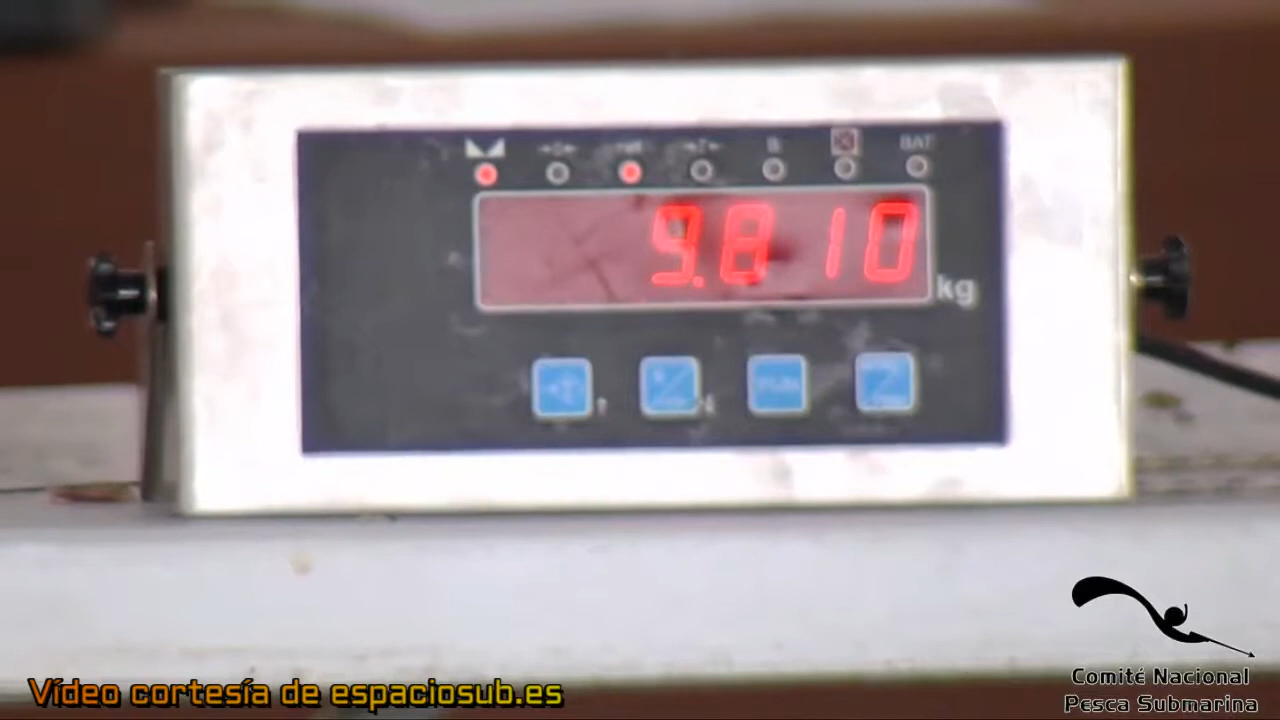 B
BAT
9.810
kg
Vídeo cortesía de espaciosub.es
Comité Nacional
Pesca Submarina